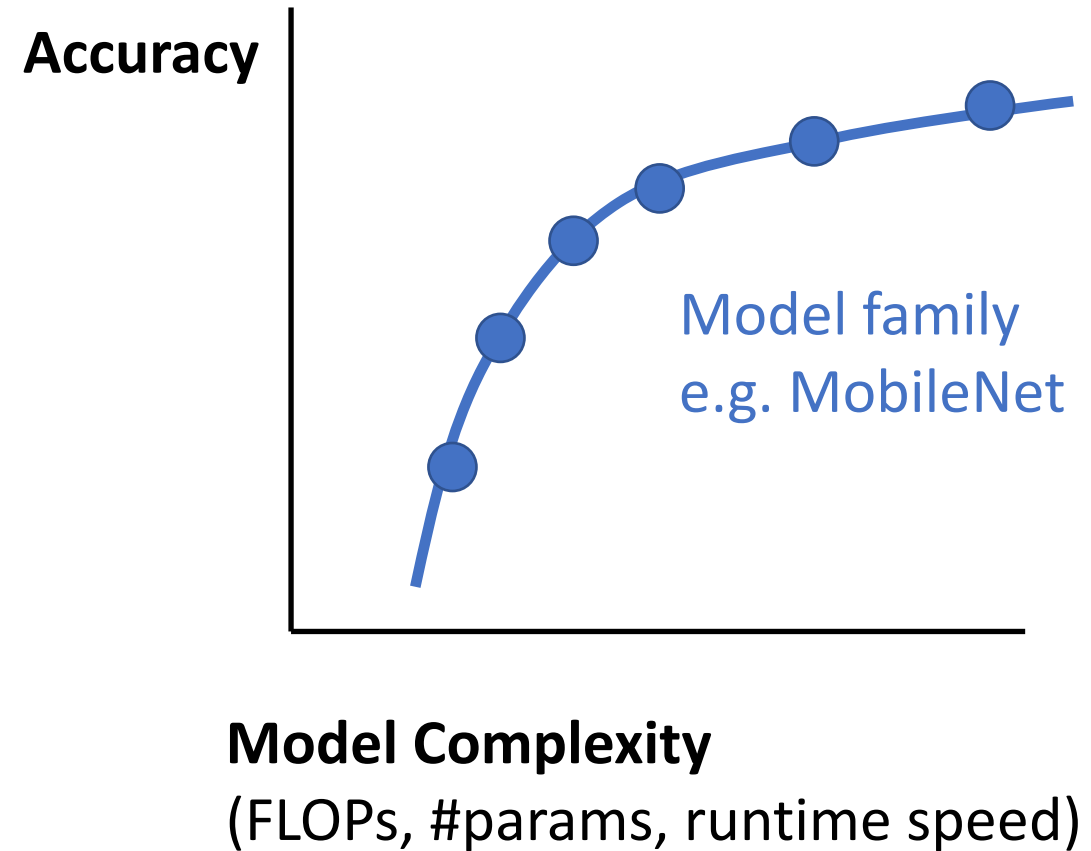 Accuracy
Model family
e.g. MobileNet
Model Complexity
(FLOPs, #params, runtime speed)